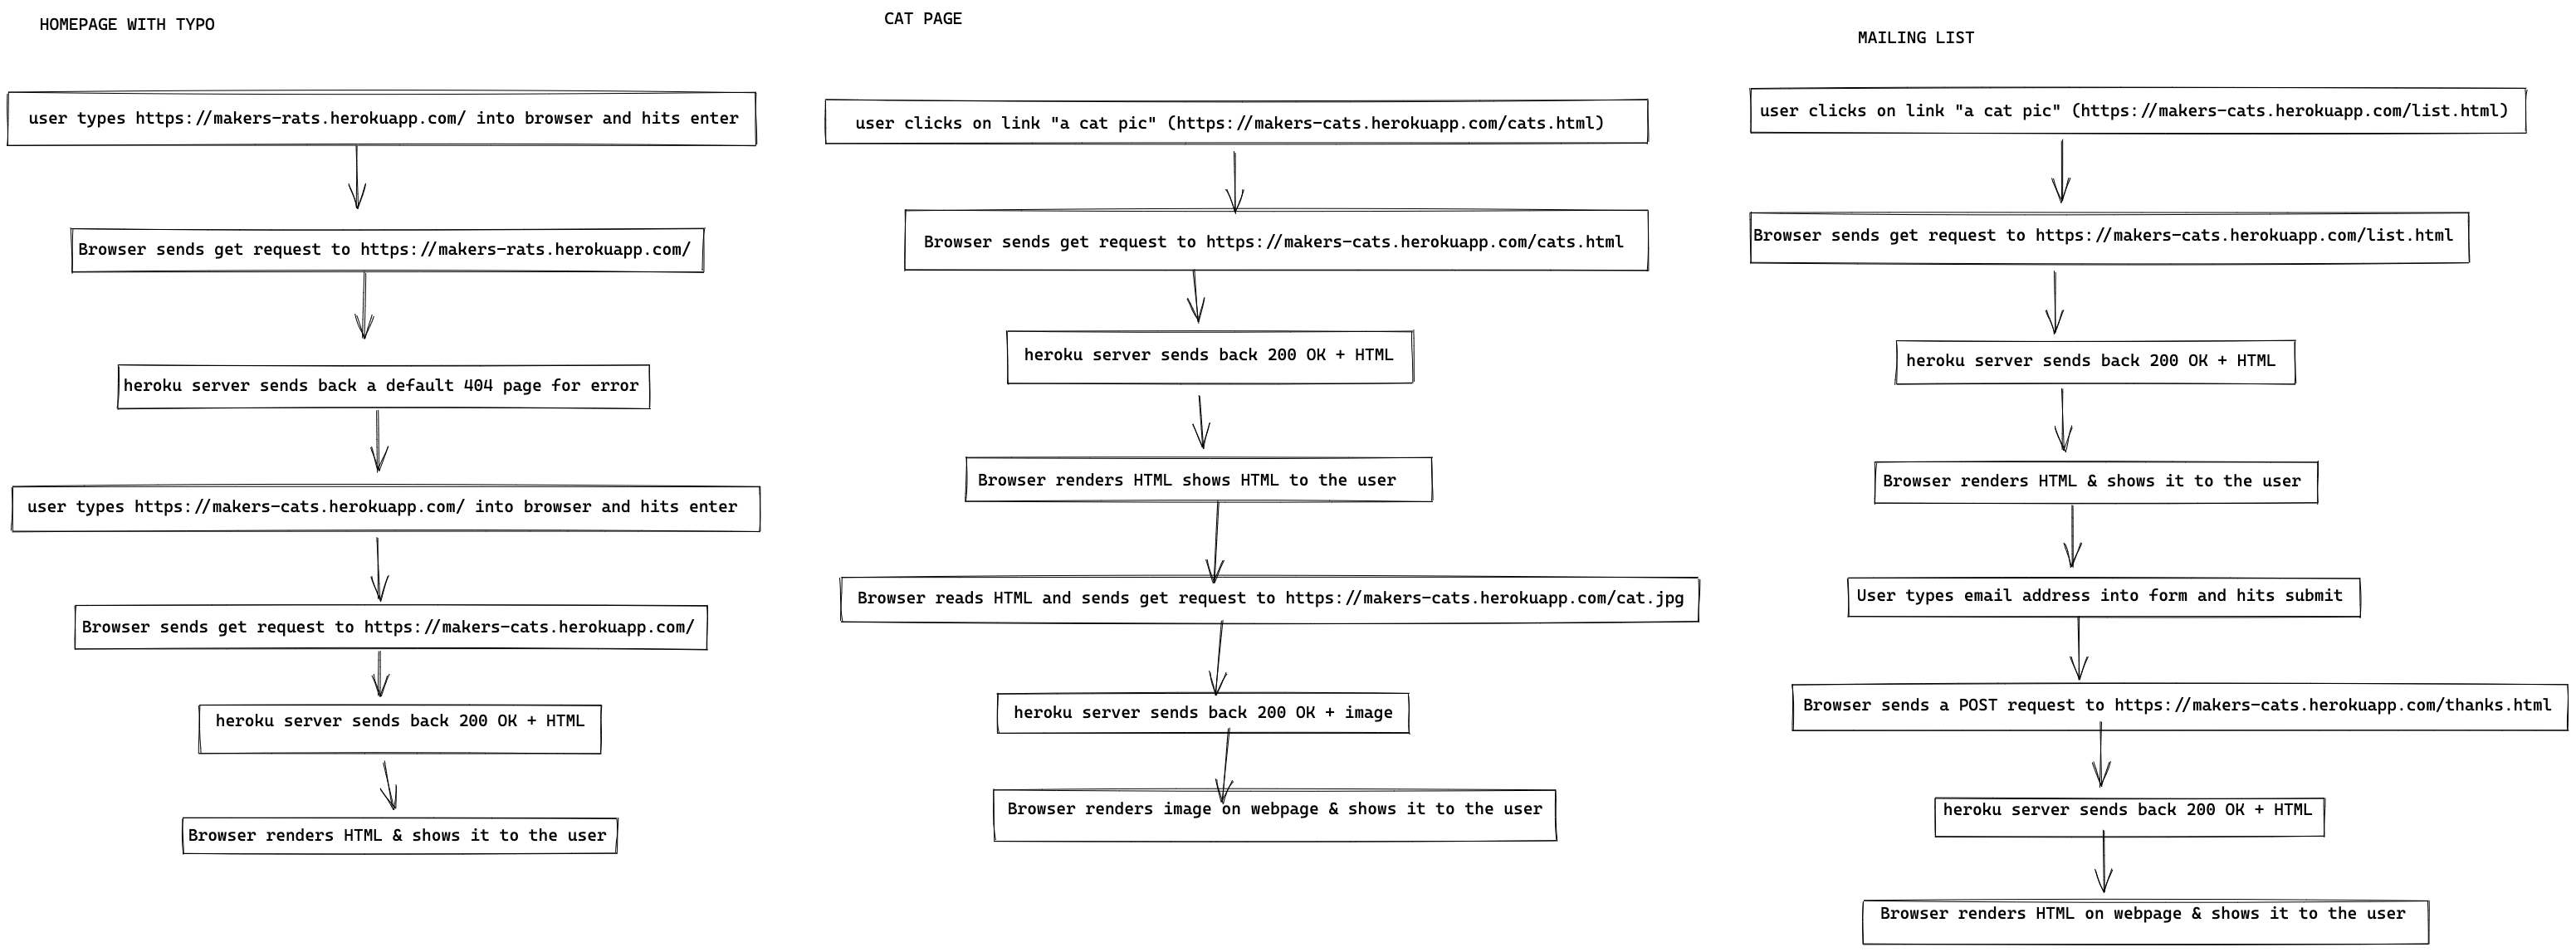 HOMEPAGE WITH TYPO
user types https://makers-rats.herokuapp.com/ into browser and hits enter
Browser sends get request to https://makers-rats.herokuapp.com/
heroku server sends back a default 404 page for error
user types https://makers-cats.herokuapp.com/ into browser and hits enter
Browser sends get request to https://makers-cats.herokuapp.com/
heroku server sends back 200 OK + HTML
Browser renders HTML & shows it to the user
CAT PAGE
user clicks on link "a cat pic" (https://makers-cats.herokuapp.com/cats.html)
Browser sends get request to https://makers-cats.herokuapp.com/cats.html
heroku server sends back 200 OK + HTML
Browser renders HTML shows HTML to the user
Browser reads HTML and sends get request to https://makers-cats.herokuapp.com/cat.jpg
heroku server sends back 200 OK + image
Browser renders image on webpage & shows it to the user
MAILING LIST
user clicks on link "a cat pic" (https://makers-cats.herokuapp.com/list.html)
Browser sends get request to https://makers-cats.herokuapp.com/list.html
heroku server sends back 200 OK + HTML
Browser renders HTML & shows it to the user
User types email address into form and hits submit
Browser sends a POST request to https://makers-cats.herokuapp.com/thanks.html
heroku server sends back 200 OK + HTML
Browser renders HTML on webpage & shows it to the user